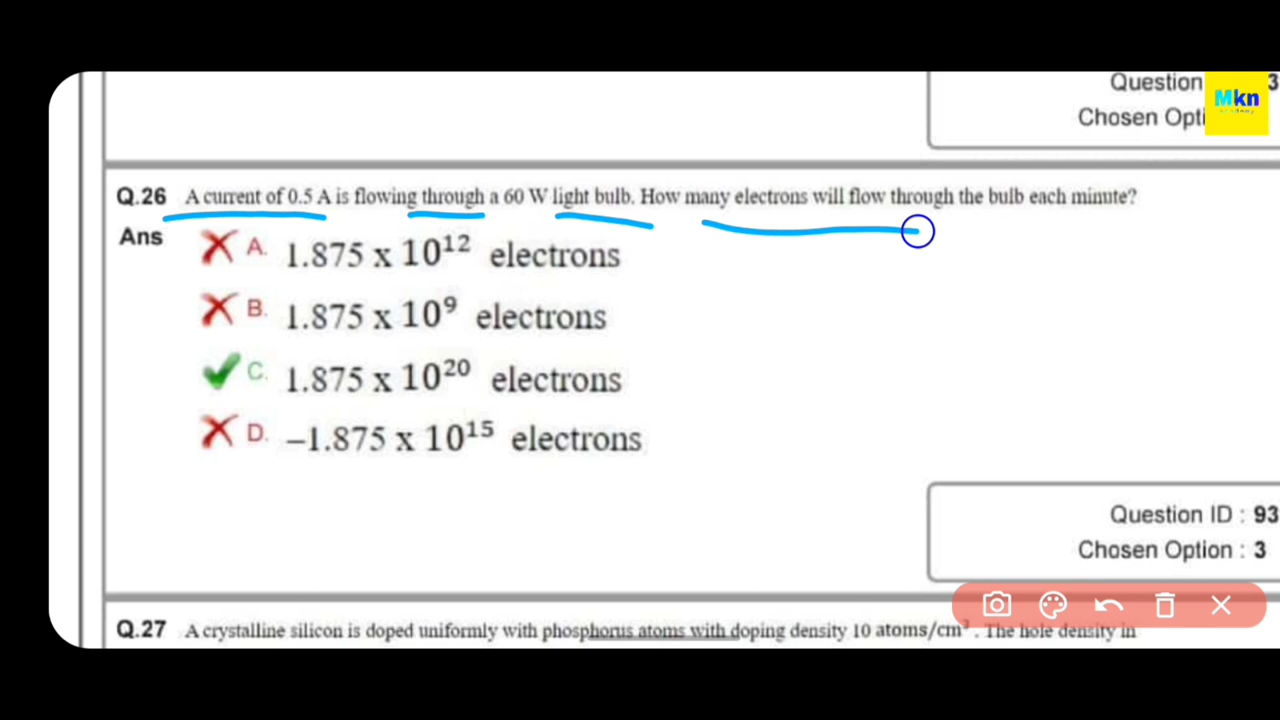 Question
3
Chosen Opti
Mkn
Q.26 A current of 0.5 A is flowing through a 60 W light bulb. How many electrons will flow through the bulb each minute?
Ans
A. 1.875 x 10¹² electrons
B. 1.875 x 10⁹ electrons
C. 1.875 x 10²⁰ electrons
D. –1.875 x 10¹⁵ electrons
Question ID : 93
Chosen Option : 3
Q.27 A crystalline silicon is doped uniformly with phosphorus atoms with doping density 10 atoms/cm³ . The hole density in